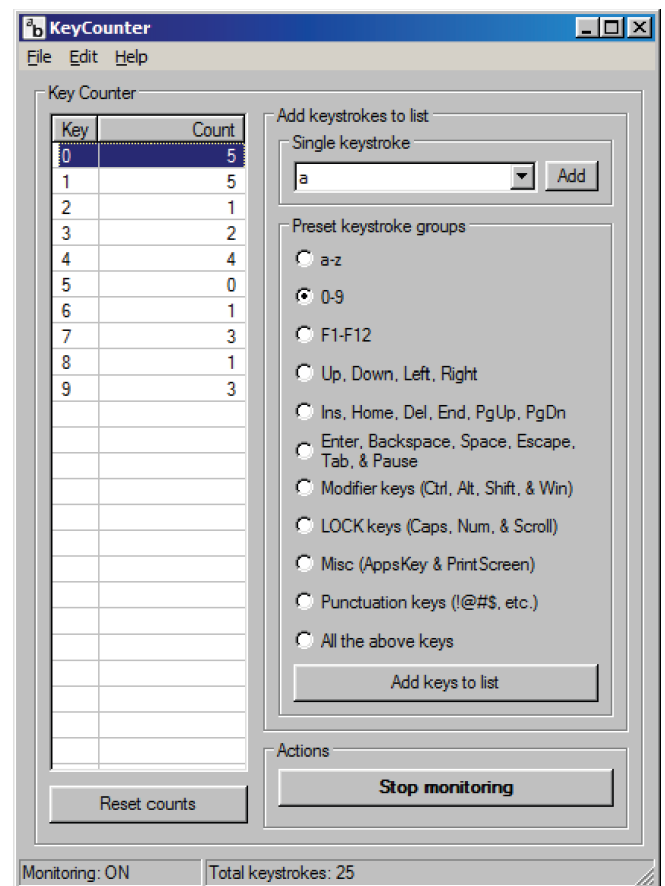 KeyCounter
File Edit Help
Key Counter
Key Count
0 5
1 5
2 1
3 2
4 4
5 0
6 1
7 3
8 1
9 3
Reset counts
Add keystrokes to list
Single keystroke
a Add
Preset keystroke groups
a-z
0-9
F1-F12
Up, Down, Left, Right
Ins, Home, Del, End, PgUp, PgDn
Enter, Backspace, Space, Escape,
Tab, & Pause
Modifier keys (Ctrl, Alt, Shift, & Win)
LOCK keys (Caps, Num, & Scroll)
Misc (AppsKey & PrintScreen)
Punctuation keys (!@#$, etc.)
All the above keys
Add keys to list
Actions
Stop monitoring
Monitoring: ON Total keystrokes: 25